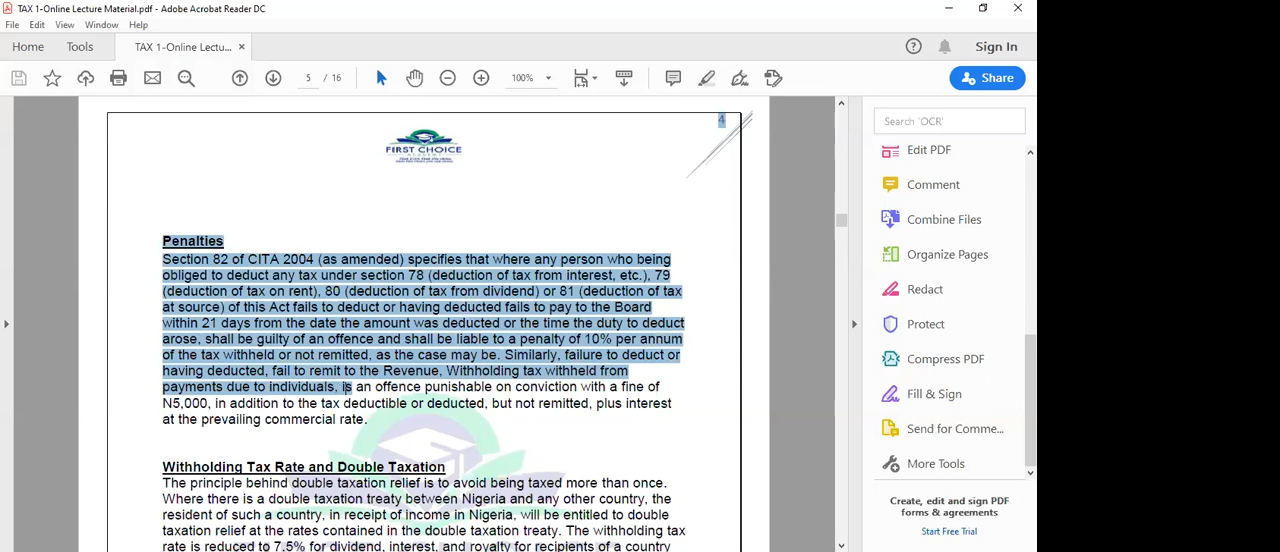 TAX 1-Online Lecture Material.pdf - Adobe Acrobat Reader DC
File Edit View Window Help
Home Tools TAX 1-Online Lectu... × Sign In
5 / 16 100% Share
4
FIRST CHOICE
Penalties
Section 82 of CITA 2004 (as amended) specifies that where any person who being
obliged to deduct any tax under section 78 (deduction of tax from interest, etc.), 79
(deduction of tax on rent), 80 (deduction of tax from dividend) or 81 (deduction of tax
at source) of this Act fails to deduct or having deducted fails to pay to the Board
within 21 days from the date the amount was deducted or the time the duty to deduct
arose, shall be guilty of an offence and shall be liable to a penalty of 10% per annum
of the tax withheld or not remitted, as the case may be. Similarly, failure to deduct or
having deducted, fail to remit to the Revenue, Withholding tax withheld from
payments due to individuals, is an offence punishable on conviction with a fine of
N5,000, in addition to the tax deductible or deducted, but not remitted, plus interest
at the prevailing commercial rate.
Withholding Tax Rate and Double Taxation
The principle behind double taxation relief is to avoid being taxed more than once.
Where there is a double taxation treaty between Nigeria and any other country, the
resident of such a country, in receipt of income in Nigeria, will be entitled to double
taxation relief at the rates contained in the double taxation treaty. The withholding tax
rate is reduced to 7.5% for dividend, interest, and royalty for recipients of a country
Search 'OCR'
Edit PDF
Comment
Combine Files
Organize Pages
Redact
Protect
Compress PDF
Fill & Sign
Send for Comme...
More Tools
Create, edit and sign PDF
forms & agreements
Start Free Trial